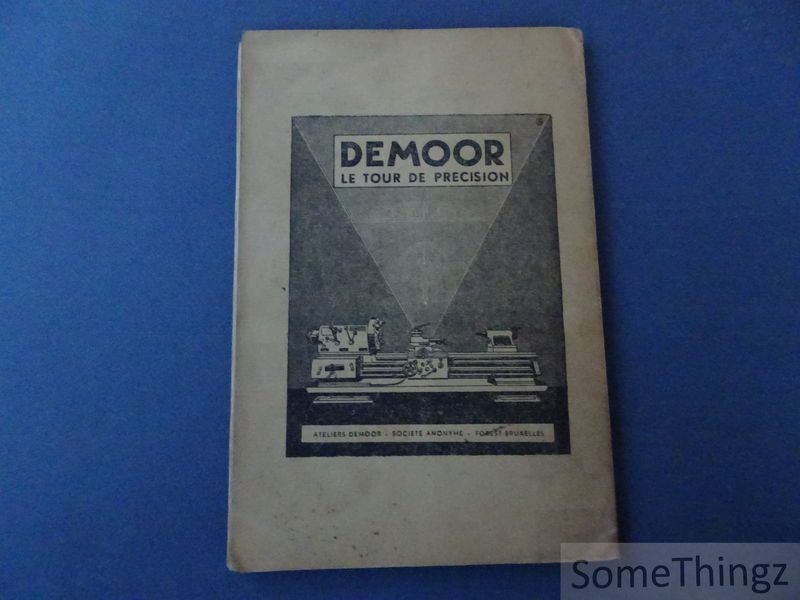 DEMOOR
LE TOUR DE PRECISION
ATELIERS DEMOOR - SOCIETE ANONYME - FOREST BRUXELLES
SomeThingz